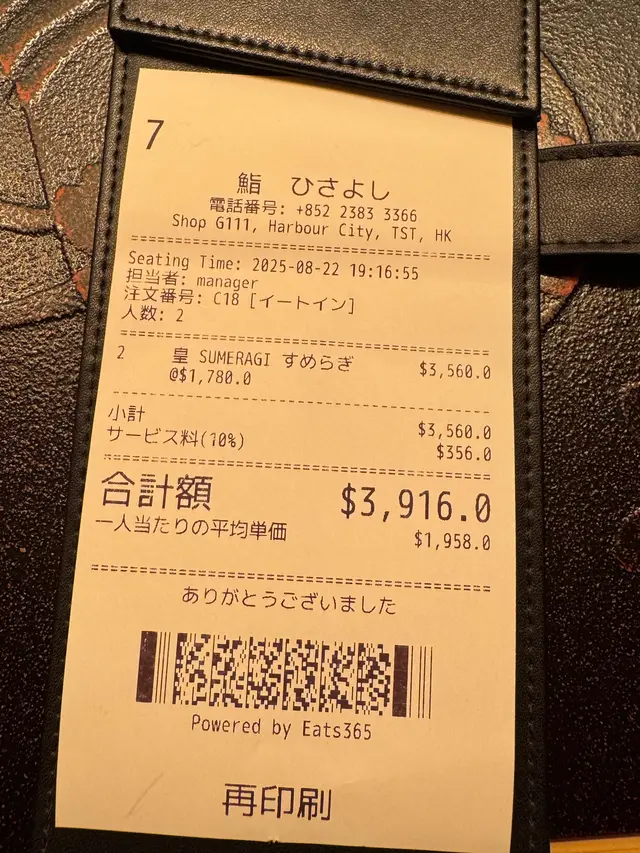 7
鮨 ひさよし
電話番号: +852 2383 3366
Shop G111, Harbour City, TST, HK
Seating Time: 2025-08-22 19:16:55
担当者: manager
注文番号: C18 [イートイン]
人数: 2
2 皇 SUMERAGI すめらぎ $3,560.0
@$1,780.0
小計 $3,560.0
サービス料(10%) $356.0
合計額 $3,916.0
一人当たりの平均単価 $1,958.0
ありがとうございました
Powered by Eats365
再印刷